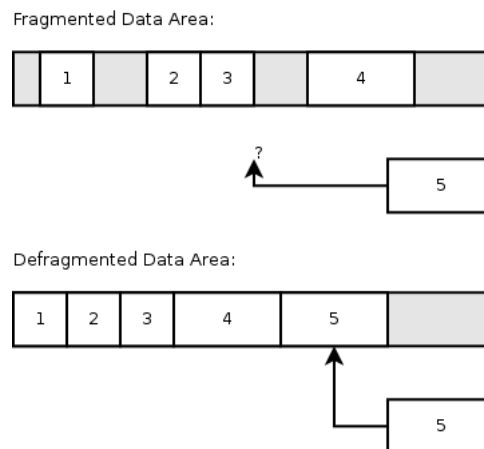 Fragmented Data Area:
1 2 3 4
?
5
Defragmented Data Area:
1 2 3 4 5
5